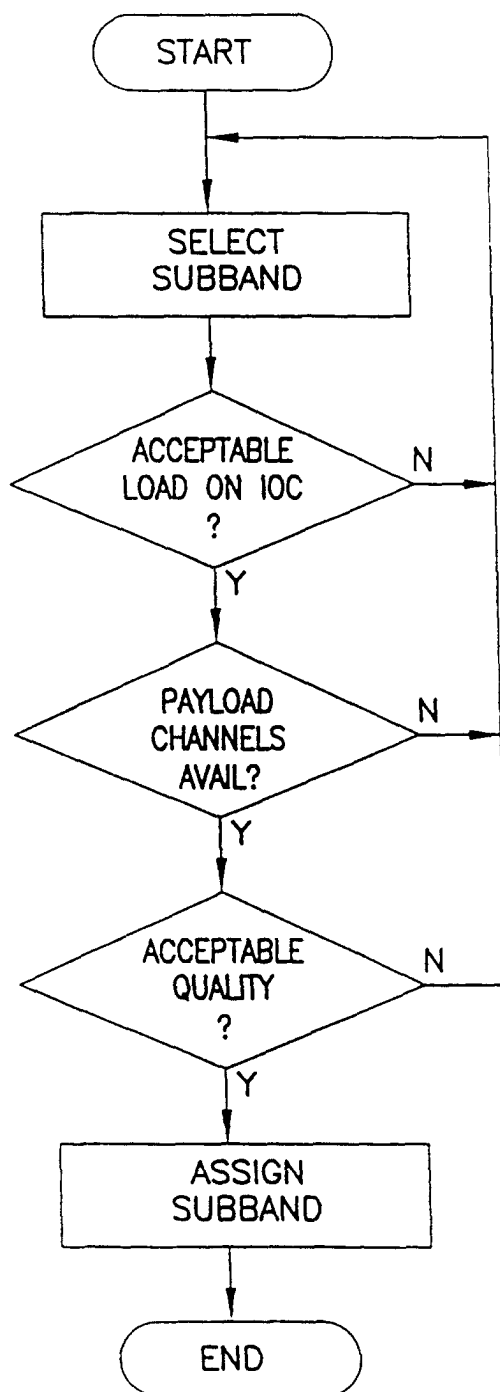 START
SELECT
SUBBAND
ACCEPTABLE
LOAD ON IOC
?
N
Y
PAYLOAD
CHANNELS
AVAIL?
N
Y
ACCEPTABLE
QUALITY
?
N
Y
ASSIGN
SUBBAND
END